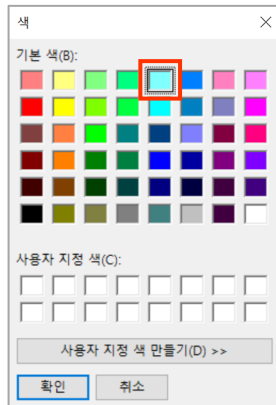 색
기본 색(B):
사용자 지정 색(C):
사용자 지정 색 만들기(D) >>
확인
취소